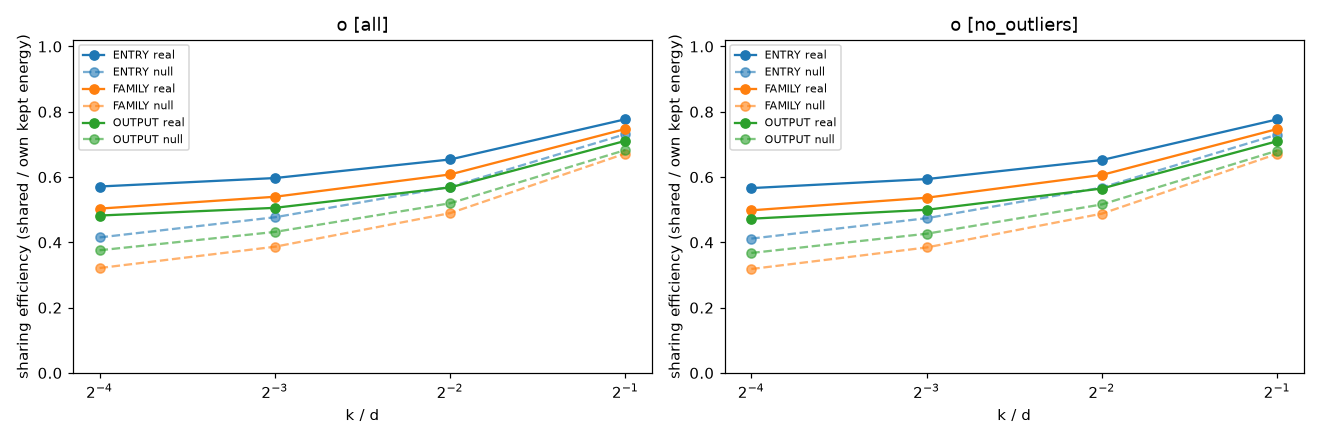 o [all]
sharing efficiency (shared / own kept energy)
1.0
0.8
0.6
0.4
0.2
0.0
ENTRY real
ENTRY null
FAMILY real
FAMILY null
OUTPUT real
OUTPUT null
2⁻⁴ 2⁻³ 2⁻² 2⁻¹
k / d
o [no_outliers]
sharing efficiency (shared / own kept energy)
1.0
0.8
0.6
0.4
0.2
0.0
ENTRY real
ENTRY null
FAMILY real
FAMILY null
OUTPUT real
OUTPUT null
2⁻⁴ 2⁻³ 2⁻² 2⁻¹
k / d